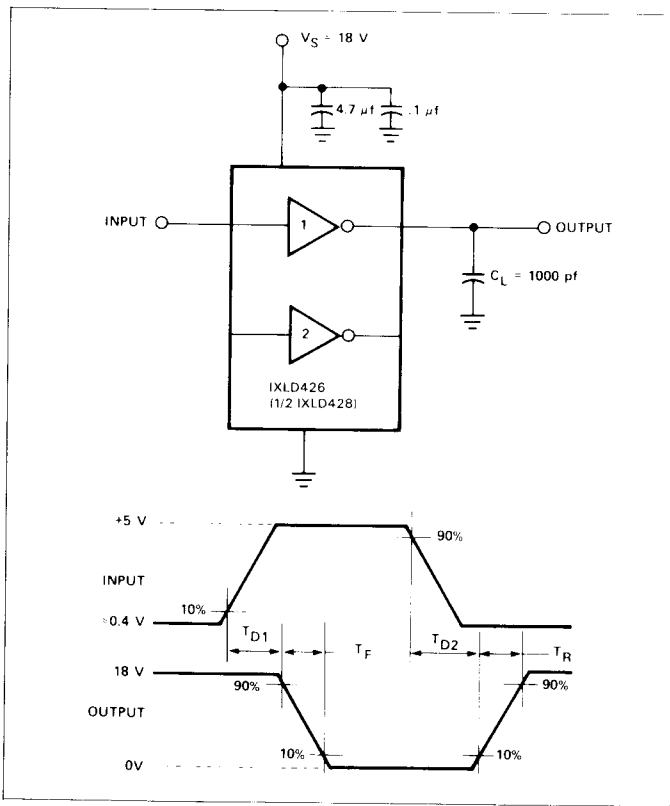 V_S = 18 V
4.7 μf
.1 μf
INPUT
1
OUTPUT
C_L = 1000 pf
2
IXLD426
(1/2 IXLD428)
+5 V
90%
INPUT
10%
≈0.4 V
T_D1
T_F
T_D2
T_R
18 V
90%
90%
OUTPUT
10%
10%
0V